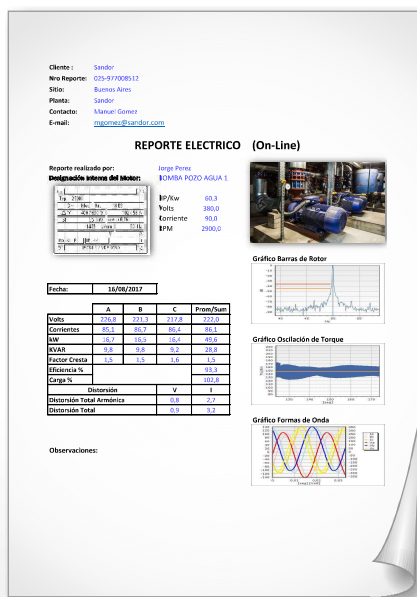 Cliente : Sandor
Nro Reporte: 025-977008512
Sitio: Buenos Aires
Planta: Sandor
Contacto: Manuel Gomez
E-mail: mgomez@sandor.com
REPORTE ELECTRICO (On-Line)
Reporte realizado por: Jorge Perez
Designación Interna del Motor: BOMBA POZO AGUA 1
HP/Kw 60,3
Volts 380,0
Corriente 90,0
RPM 2900,0
Gráfico Barras de Rotor
Fecha: 16/08/2017
A B C Prom/Sum
Volts 226,8 221,3 217,8 222,0
Corrientes 85,1 86,7 86,4 86,1
kW 16,7 16,5 16,4 49,6
KVAR 9,8 9,8 9,2 28,8
Factor Cresta 1,5 1,5 1,6 1,5
Eficiencia % 93,3
Carga % 102,8
Distorsión V I
Distorsión Total Armónica 0,8 2,7
Distorsión Total 0,9 3,2
Gráfico Oscilación de Torque
Gráfico Formas de Onda
Observaciones: